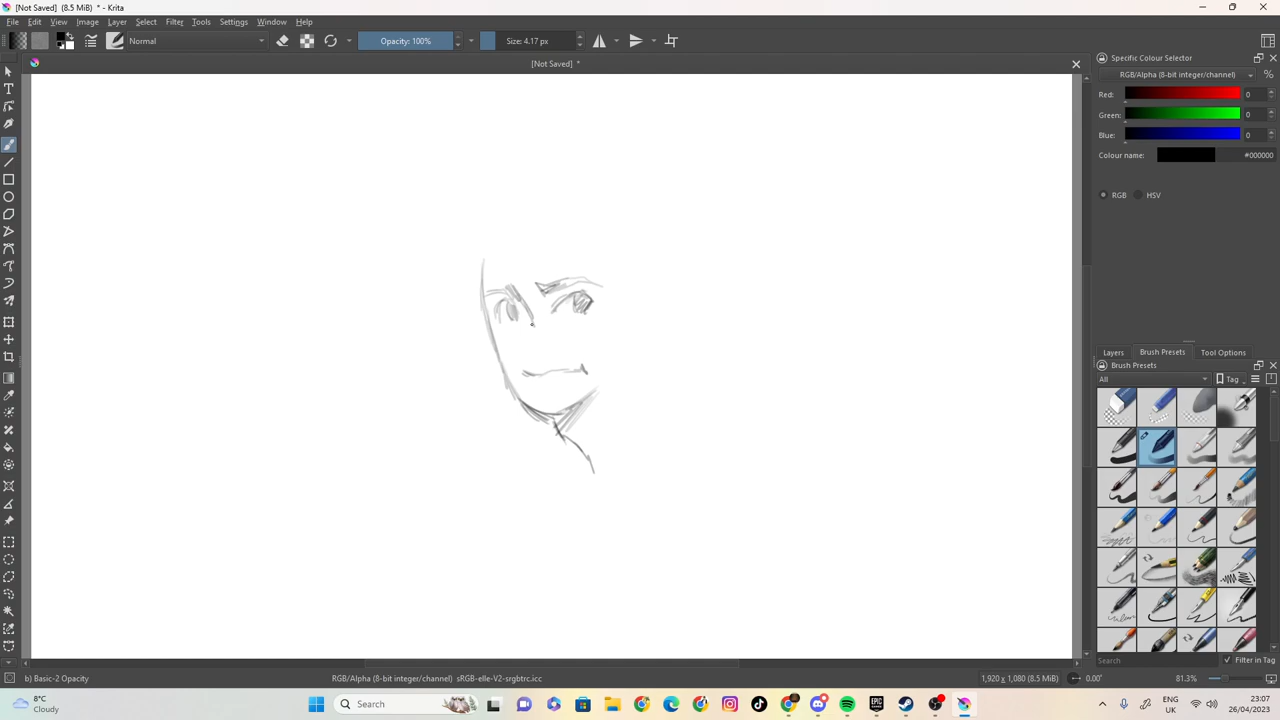 [Not Saved] (8.5 MiB) * - Krita
File Edit View Image Layer Select Filter Tools Settings Window Help
Normal
Opacity: 100%
Size: 4.17 px
[Not Saved] *
Specific Colour Selector
RGB/Alpha (8-bit integer/channel)
%
Red: 0
Green: 0
Blue: 0
Colour name: #000000
RGB HSV
Layers Brush Presets Tool Options
Brush Presets
All Tag
Search Filter in Tag
b) Basic-2 Opacity
RGB/Alpha (8-bit integer/channel) sRGB-elle-V2-srgbtrc.icc
1,920 x 1,080 (8.5 MiB)
0.00°
81.3%
8°C
Cloudy
Search
ENG
UK
23:07
26/04/2023